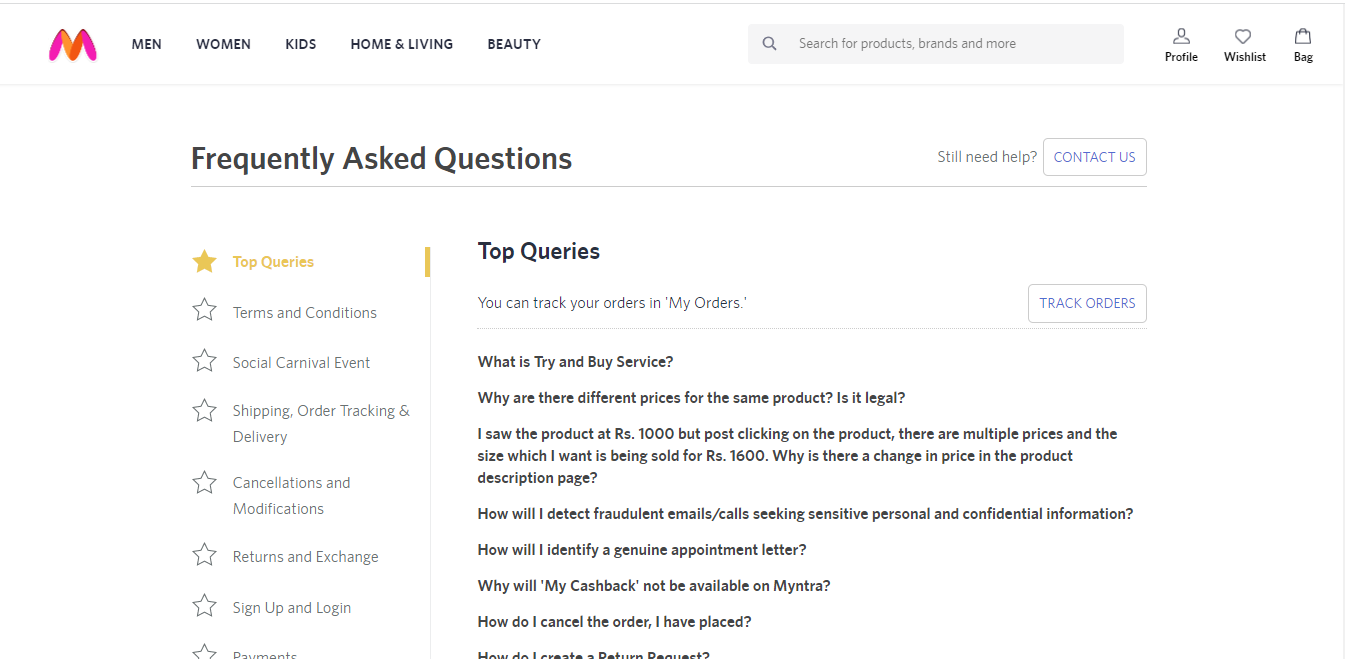 MEN WOMEN KIDS HOME & LIVING BEAUTY
Search for products, brands and more
Profile Wishlist Bag
Frequently Asked Questions
Still need help? CONTACT US
Top Queries
Terms and Conditions
Social Carnival Event
Shipping, Order Tracking &
Delivery
Cancellations and
Modifications
Returns and Exchange
Sign Up and Login
Payments
Top Queries
You can track your orders in 'My Orders.' TRACK ORDERS
What is Try and Buy Service?
Why are there different prices for the same product? Is it legal?
I saw the product at Rs. 1000 but post clicking on the product, there are multiple prices and the
size which I want is being sold for Rs. 1600. Why is there a change in price in the product
description page?
How will I detect fraudulent emails/calls seeking sensitive personal and confidential information?
How will I identify a genuine appointment letter?
Why will 'My Cashback' not be available on Myntra?
How do I cancel the order, I have placed?
How do I create a Return Request?